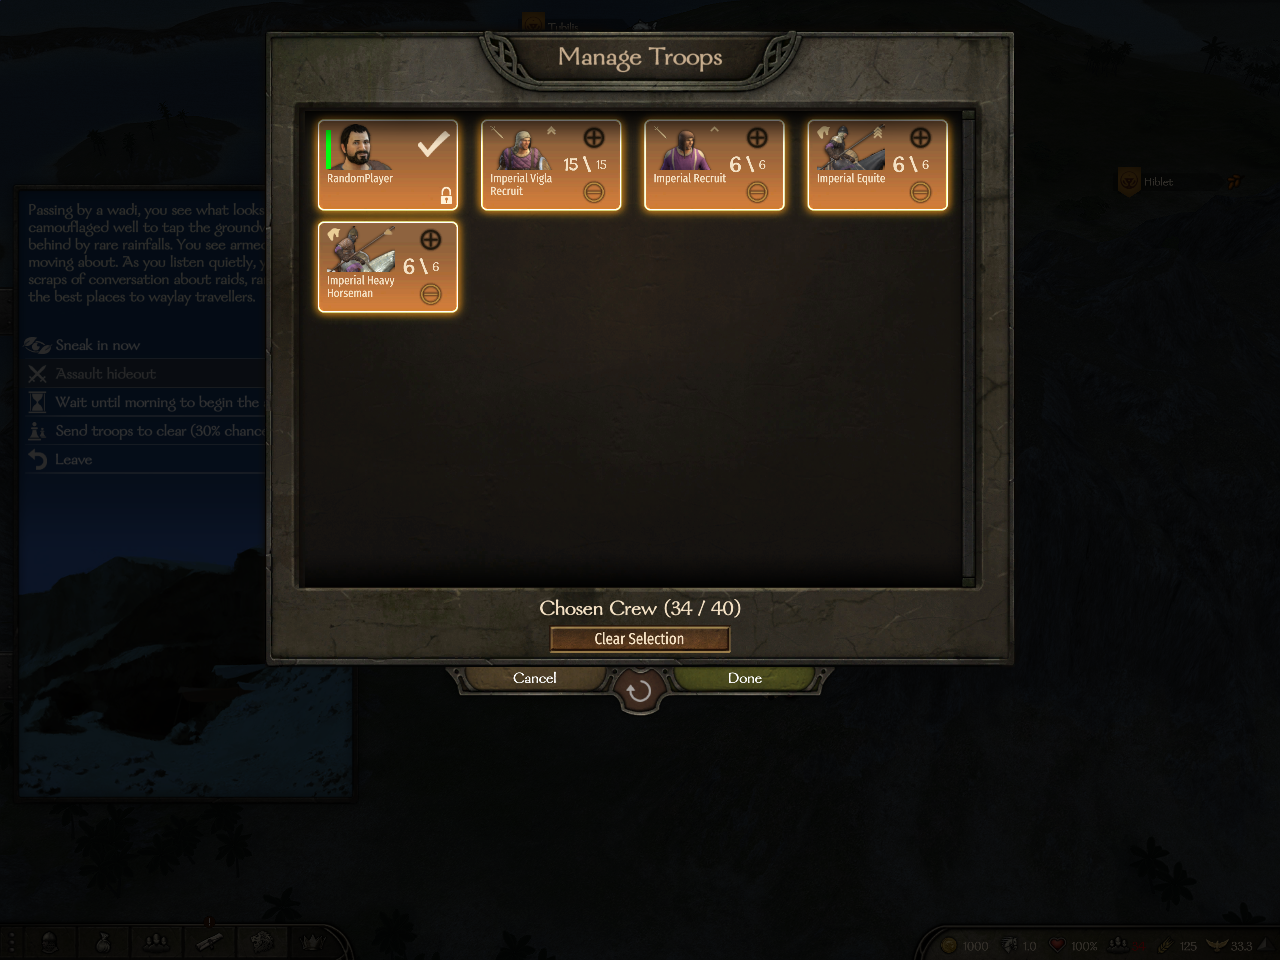 Tubilis
Manage Troops
RandomPlayer
15 \ 15
Imperial Vigla
Recruit
6 \ 6
Imperial Recruit
6 \ 6
Imperial Equite
6 \ 6
Imperial Heavy
Horseman
Hiblet
Passing by a wadi, you see what looks
camouflaged well to tap the groundw
behind by rare rainfalls. You see arme
moving about. As you listen quietly, y
scraps of conversation about raids, ra
the best places to waylay travellers.
Sneak in now
Assault hideout
Wait until morning to begin the
Send troops to clear (30% chance
Leave
Chosen Crew (34 / 40)
Clear Selection
Cancel
Done
1000
1.0
100%
125
33.3